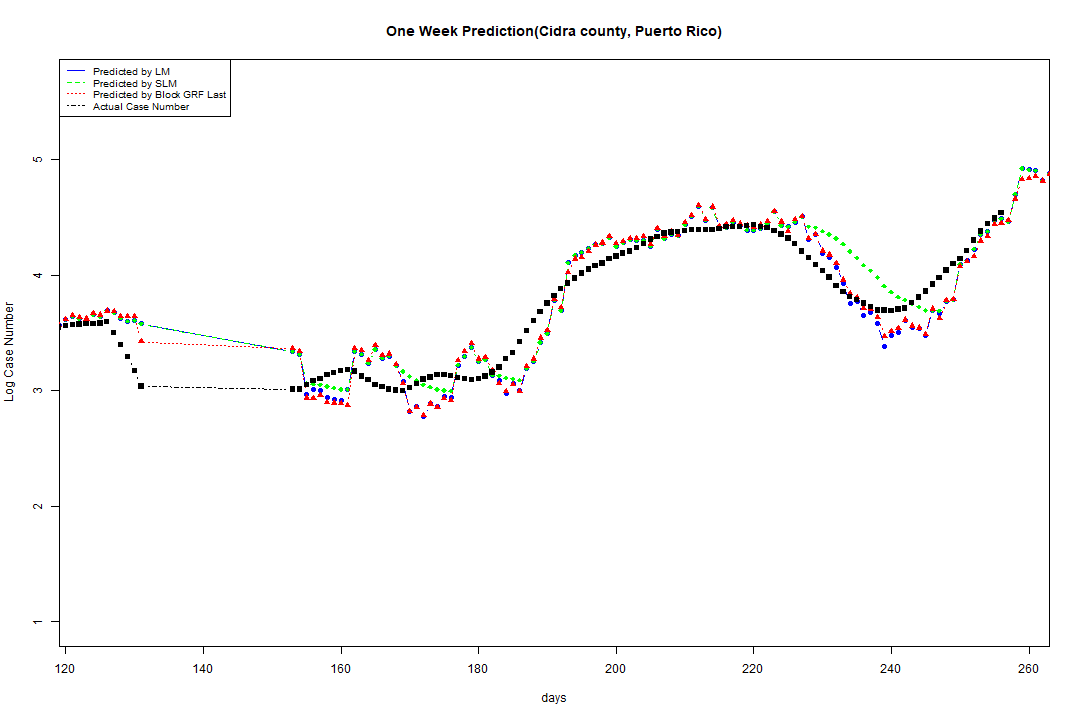 One Week Prediction(Cidra county, Puerto Rico)
Predicted by LM
Predicted by SLM
Predicted by Block GRF Last
Actual Case Number
5
4
3
2
1
Log Case Number
120 140 160 180 200 220 240 260
days